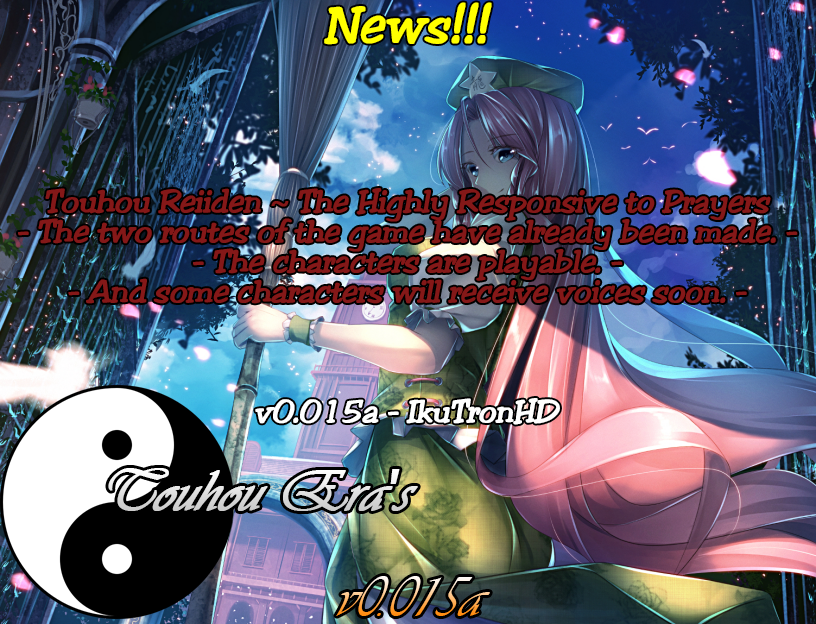 News!!!
Touhou Reiiden ~ The Highly Responsive to Prayers
- The two routes of the game have already been made. -
- The characters are playable. -
- And some characters will receive voices soon. -
v0.015a - IkuTronHD
Touhou Era's
v0.015a